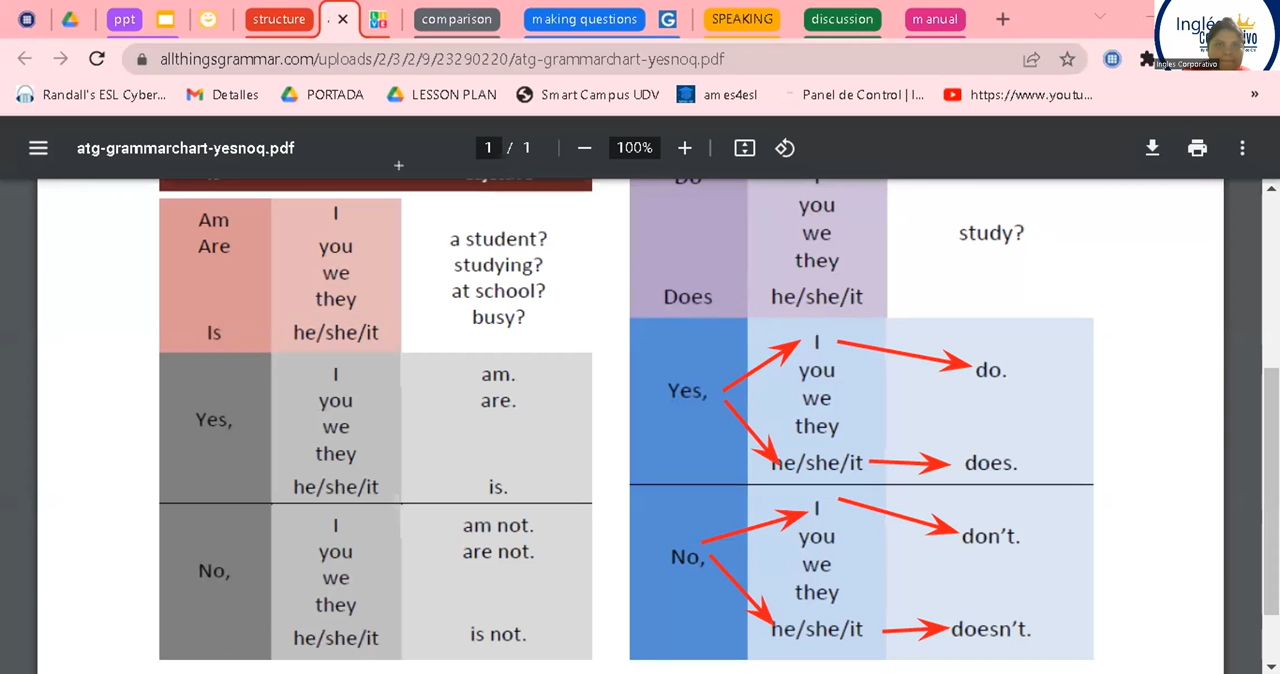 ppt
structure
comparison
making questions
SPEAKING
discussion
manual
Inglés
Corporativo
Ingles Corporativo
allthingsgrammar.com/uploads/2/3/2/9/23290220/atg-grammarchart-yesnoq.pdf
Randall's ESL Cyber...
Detalles
PORTADA
LESSON PLAN
Smart Campus UDV
am es4esl
Panel de Control | I...
https://www.youtu...
»
atg-grammarchart-yesnoq.pdf
1 / 1
100%
Am
Are
Is
I
you
we
they
he/she/it
a student?
studying?
at school?
busy?
Yes,
I
you
we
they
he/she/it
am.
are.
is.
No,
I
you
we
they
he/she/it
am not.
are not.
is not.
Do
Does
I
you
we
they
he/she/it
study?
Yes,
I
you
we
they
he/she/it
do.
does.
No,
I
you
we
they
he/she/it
don't.
doesn't.